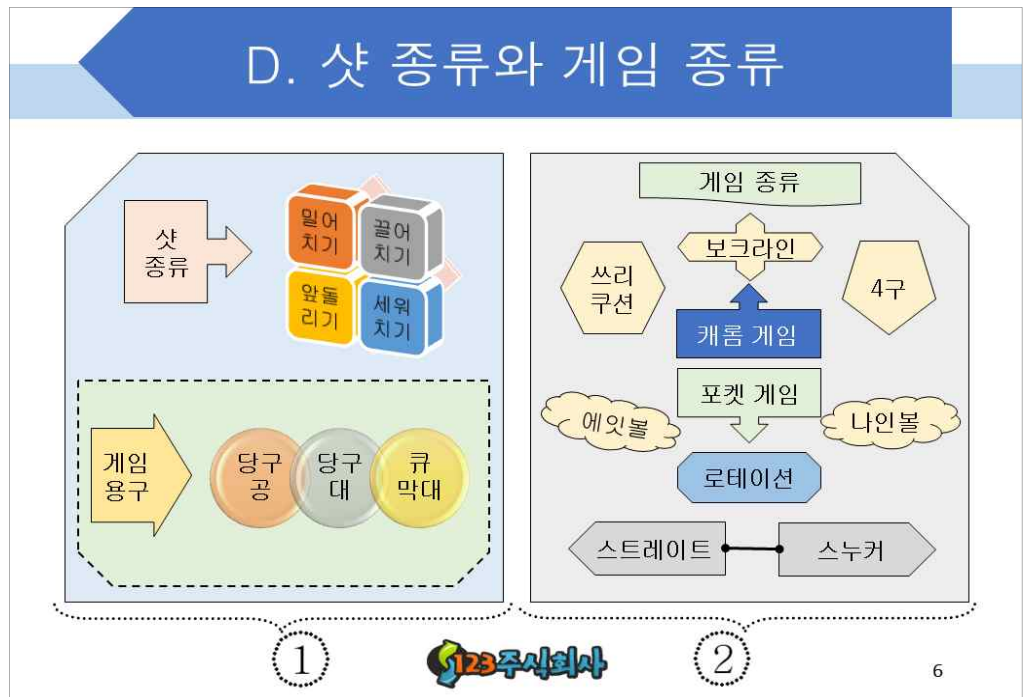 D. 샷 종류와 게임 종류
샷
종류
밀어
치기
끌어
치기
앞돌
리기
세워
치기
게임
용구
당구
공
당구
대
큐
막대
①
게임 종류
보크라인
쓰리
쿠션
4구
캐롬 게임
포켓 게임
에잇볼
나인볼
로테이션
스트레이트
스누커
②
123주식회사
6